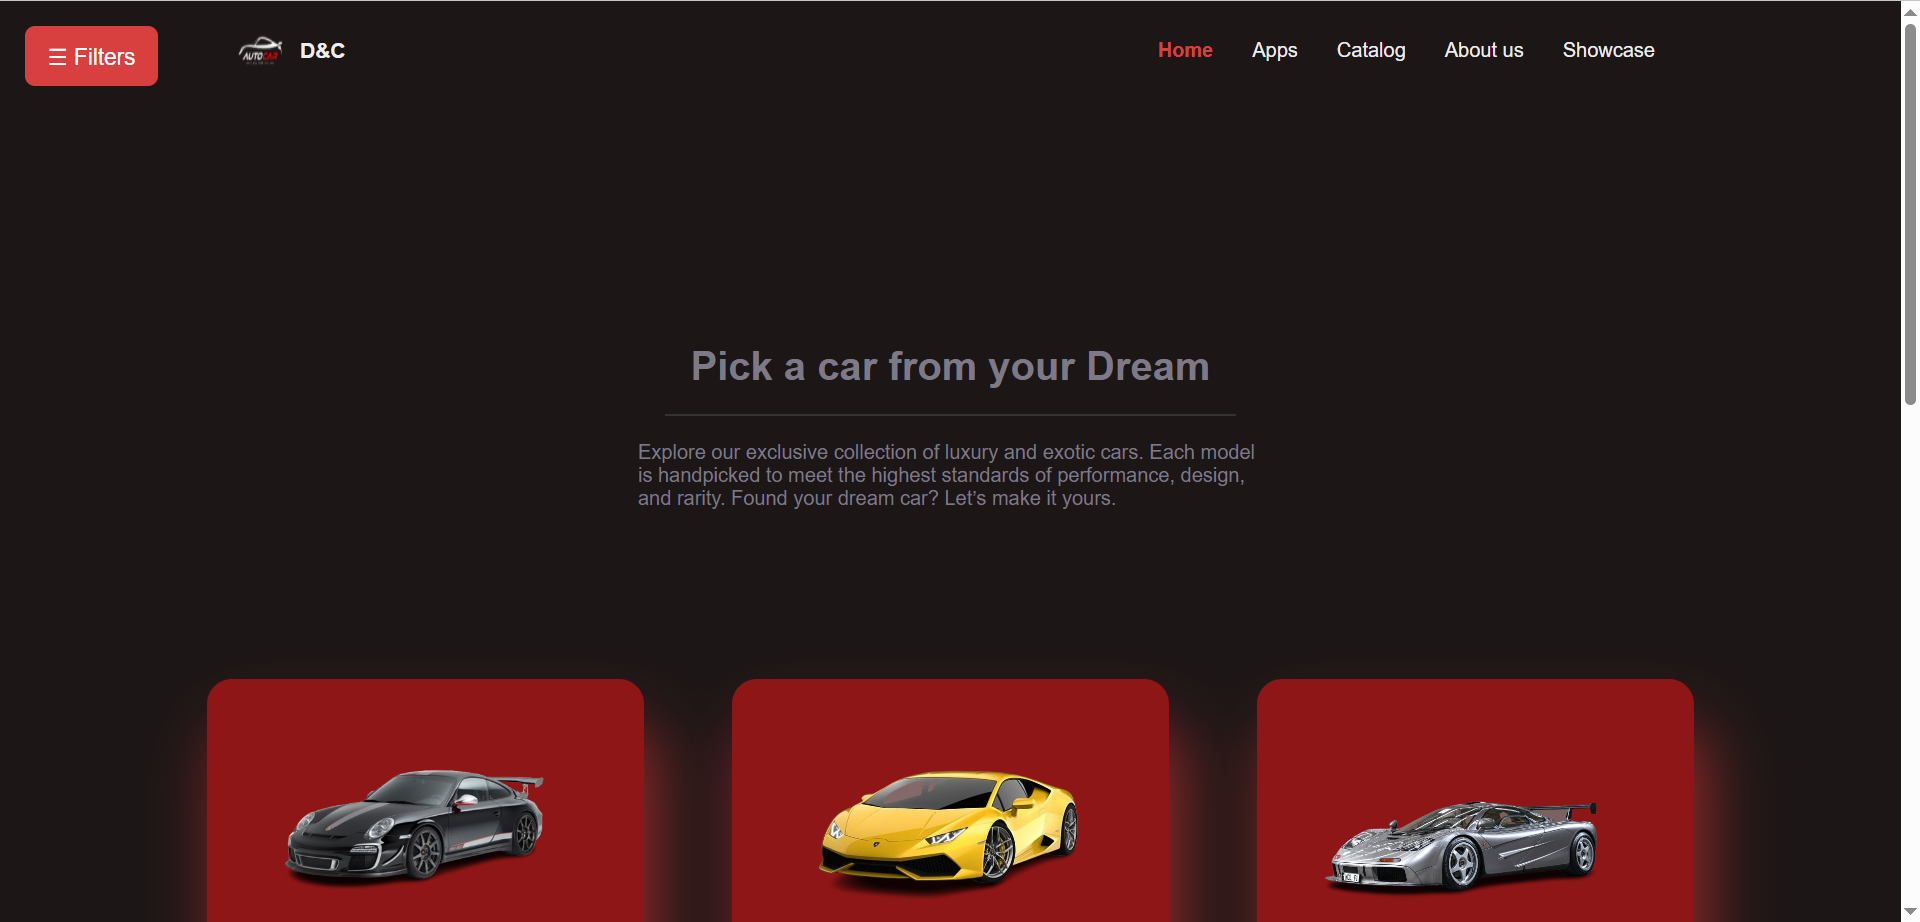 ☰ Filters
AUTOCAR
D&C
Home
Apps
Catalog
About us
Showcase
Pick a car from your Dream
Explore our exclusive collection of luxury and exotic cars. Each model
is handpicked to meet the highest standards of performance, design,
and rarity. Found your dream car? Let’s make it yours.